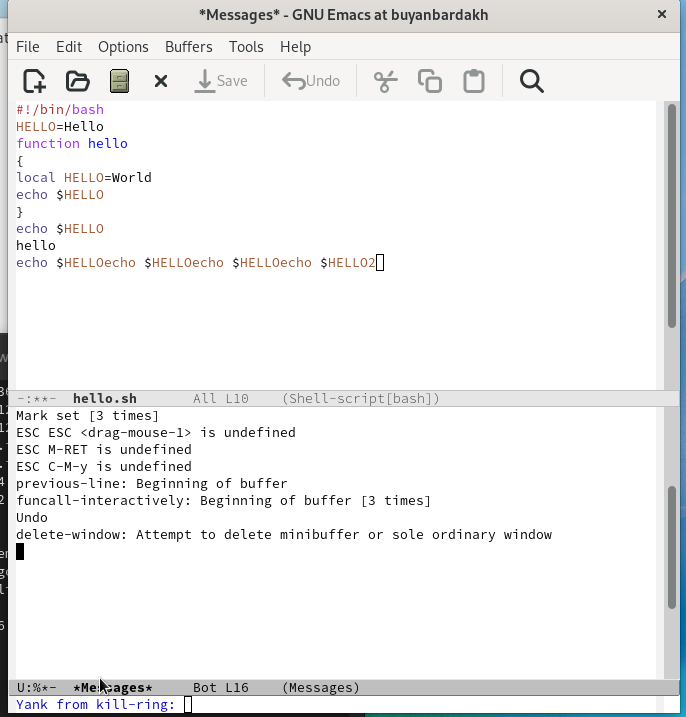 *Messages* - GNU Emacs at buyanbardakh
File Edit Options Buffers Tools Help
Save Undo
#!/bin/bash
HELLO=Hello
function hello
{
local HELLO=World
echo $HELLO
}
echo $HELLO
hello
echo $HELLOecho $HELLOecho $HELLOecho $HELLO2
-:**- hello.sh All L10 (Shell-script[bash])
Mark set [3 times]
ESC ESC <drag-mouse-1> is undefined
ESC M-RET is undefined
ESC C-M-y is undefined
previous-line: Beginning of buffer
funcall-interactively: Beginning of buffer [3 times]
Undo
delete-window: Attempt to delete minibuffer or sole ordinary window
U:%*- *Messages* Bot L16 (Messages)
Yank from kill-ring: